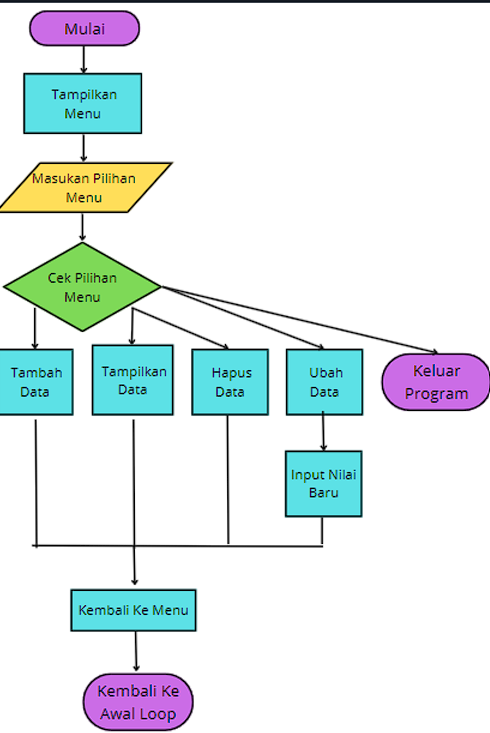 Mulai
Tampilkan
Menu
Masukan Pilihan
Menu
Cek Pilihan
Menu
Tambah
Data
Tampilkan
Data
Hapus
Data
Ubah
Data
Keluar
Program
Input Nilai
Baru
Kembali Ke Menu
Kembali Ke
Awal Loop